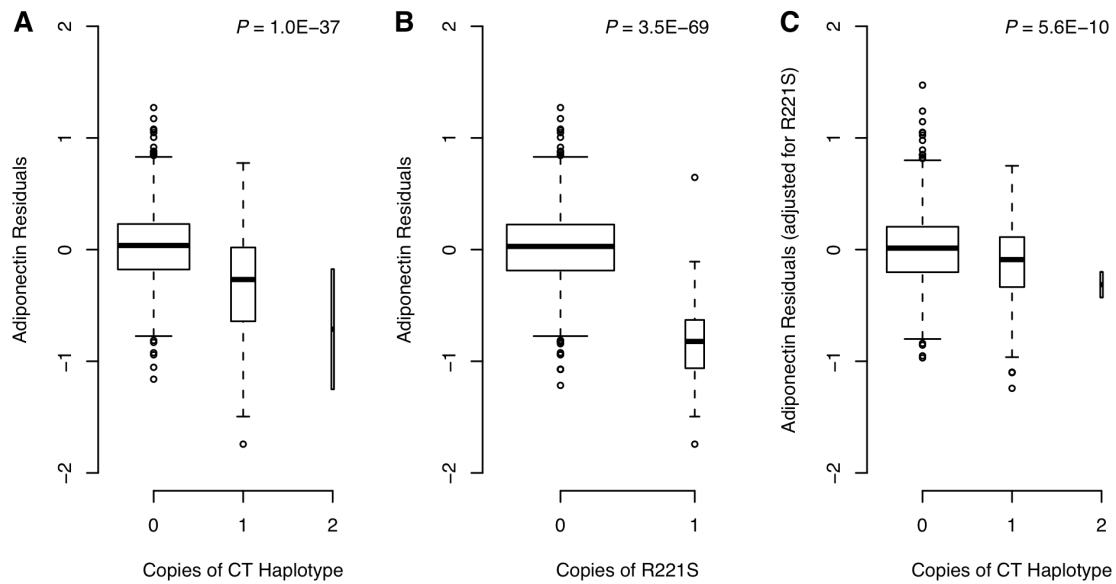 A
P = 1.0E−37
Adiponectin Residuals
2
1
0
−1
−2
0 1 2
Copies of CT Haplotype
B
P = 3.5E−69
Adiponectin Residuals
2
1
0
−1
−2
0 1
Copies of R221S
C
P = 5.6E−10
Adiponectin Residuals (adjusted for R221S)
2
1
0
−1
−2
0 1 2
Copies of CT Haplotype